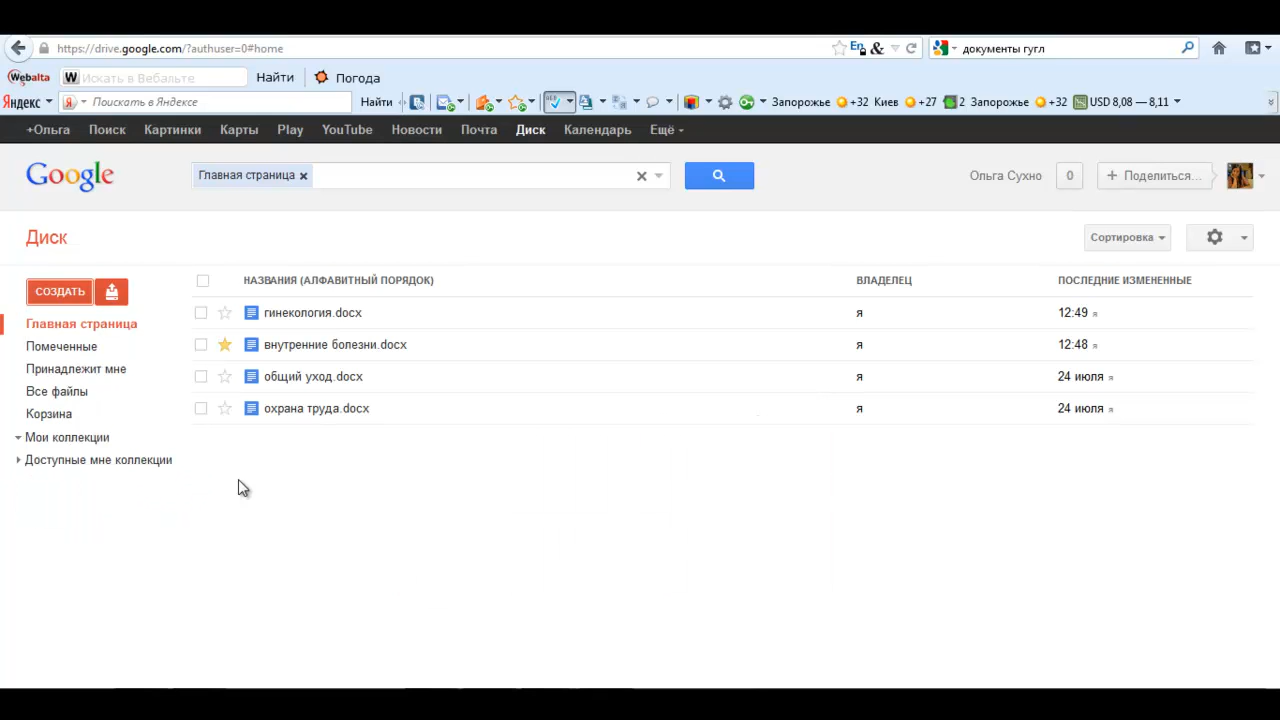 https://drive.google.com/?authuser=0#home
документы гугл
Webalta
W Искать в Вебальте
Найти
Погода
Яндекс
Я Поискать в Яндексе
Найти
Запорожье +32 Киев +27 2 Запорожье +32 USD 8,08 — 8,11
+Ольга Поиск Картинки Карты Play YouTube Новости Почта Диск Календарь Ещё
Google
Главная страница
Ольга Сухно
0
+ Поделиться...
Диск
Сортировка
СОЗДАТЬ
НАЗВАНИЯ (АЛФАВИТНЫЙ ПОРЯДОК) ВЛАДЕЛЕЦ ПОСЛЕДНИЕ ИЗМЕНЕННЫЕ
гинекология.docx я 12:49 я
внутренние болезни.docx я 12:48 я
общий уход.docx я 24 июля я
охрана труда.docx я 24 июля я
Главная страница
Помеченные
Принадлежит мне
Все файлы
Корзина
Мои коллекции
Доступные мне коллекции